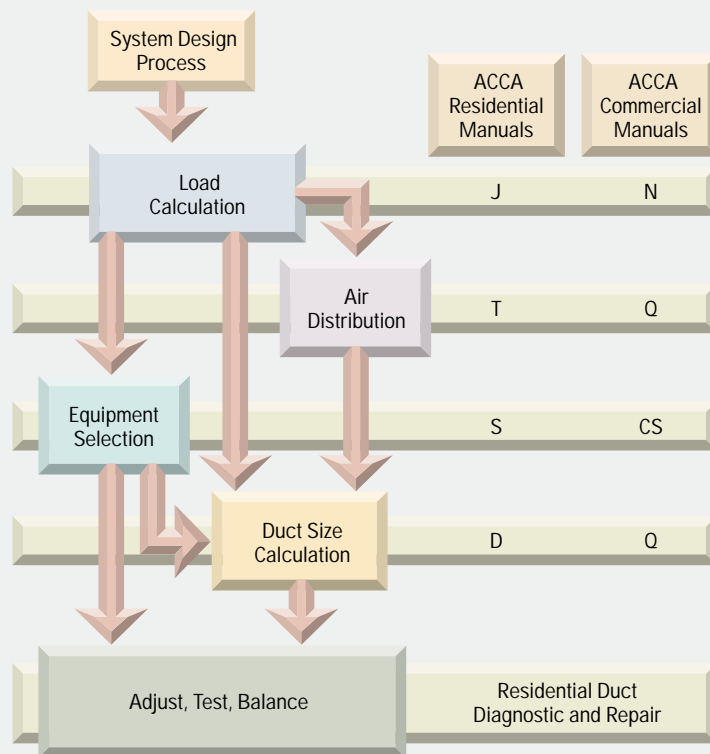 System Design
Process
ACCA
Residential
Manuals
ACCA
Commercial
Manuals
Load
Calculation
J
N
Air
Distribution
T
Q
Equipment
Selection
S
CS
Duct Size
Calculation
D
Q
Adjust, Test, Balance
Residential Duct
Diagnostic and Repair